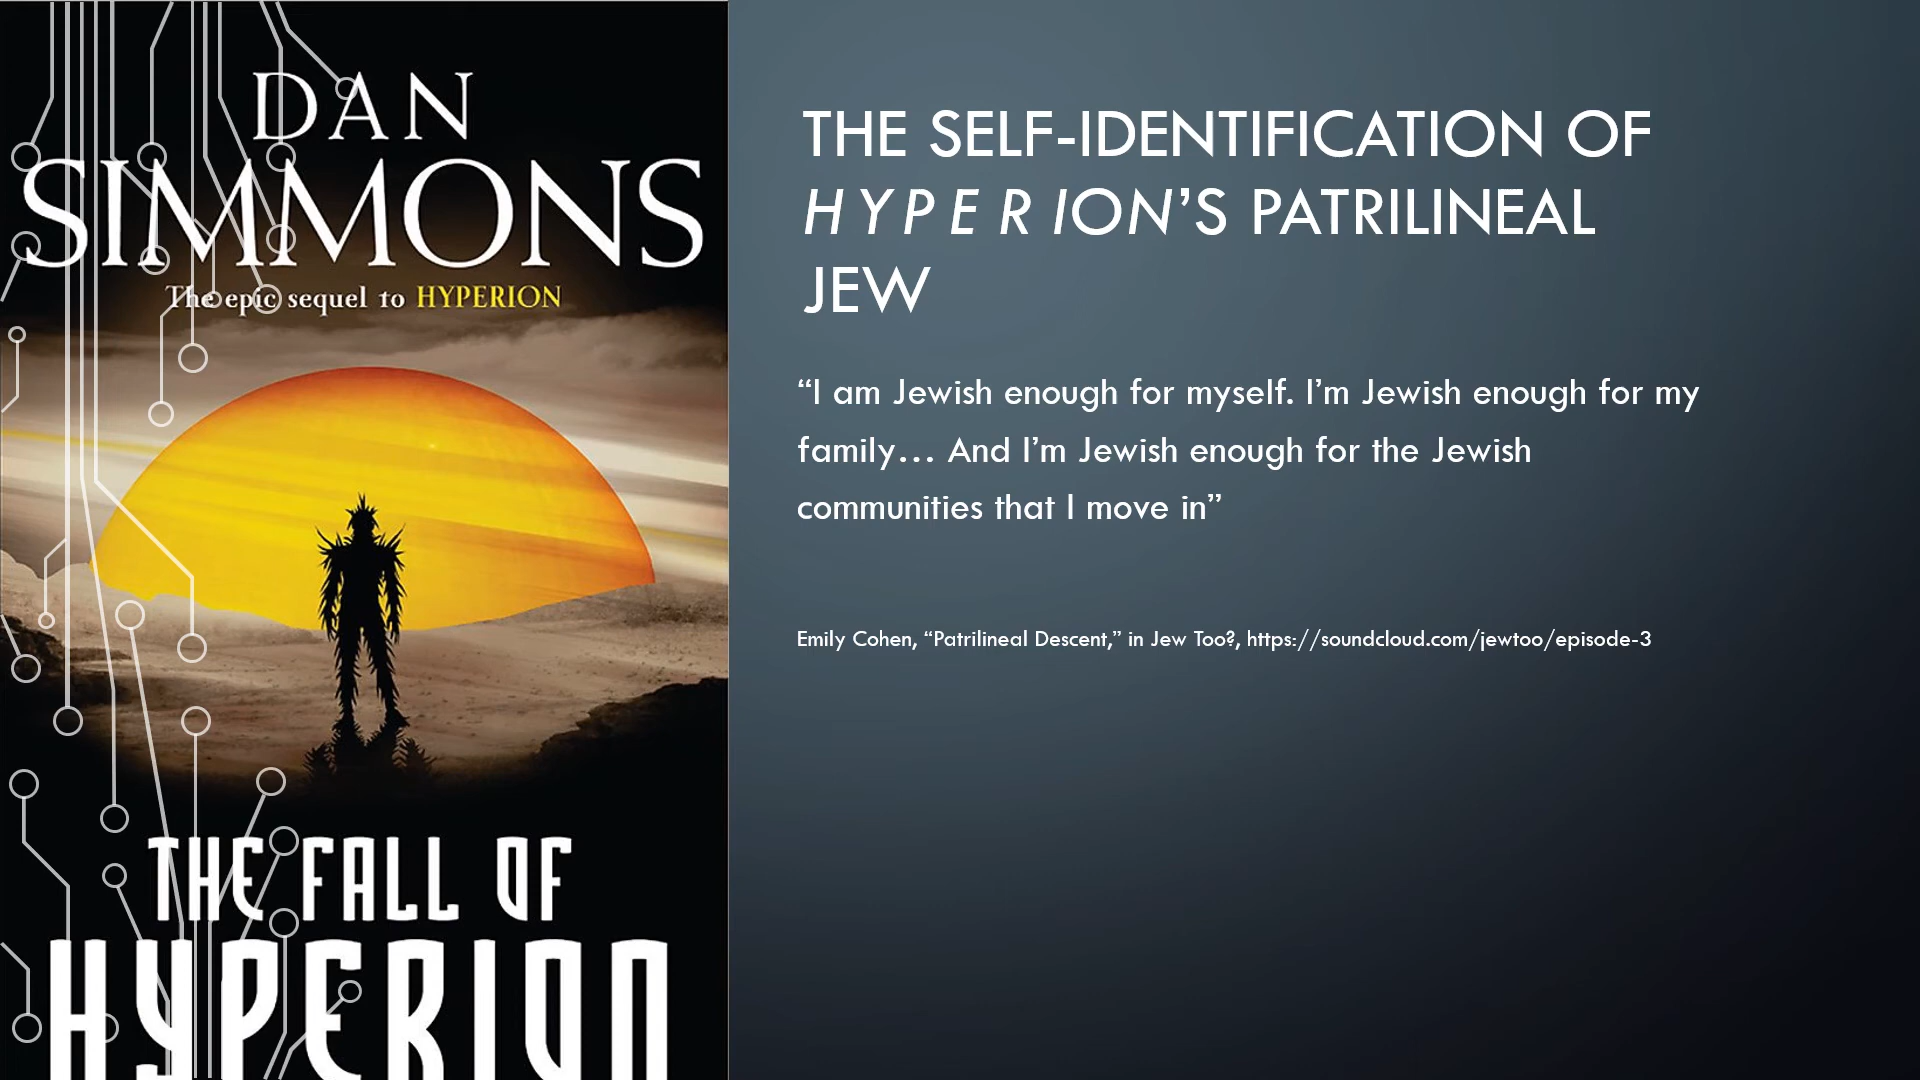 DAN
SIMMONS
The epic sequel to HYPERION
THE FALL OF
HYPERION
THE SELF-IDENTIFICATION OF
HYPERION’S PATRILINEAL
JEW
“I am Jewish enough for myself. I’m Jewish enough for my
family… And I’m Jewish enough for the Jewish
communities that I move in”
Emily Cohen, “Patrilineal Descent,” in Jew Too?, https://soundcloud.com/jewtoo/episode-3